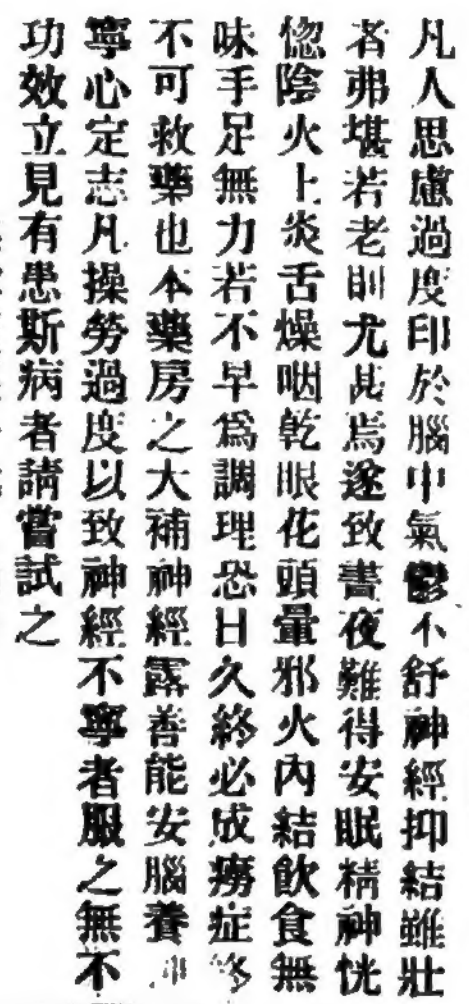 凡人思慮過度印於腦中氣鬱不舒神經抑結雖壯
者弗堪若老則尤甚焉遂致晝夜難得安眠精神恍
惚陰火上炎舌燥咽乾眼花頭暈邪火內結飲食無
味手足無力若不早爲調理恐日久終必成癆症終
不可救藥也本藥房之大補神經露善能安腦養神
寧心定志凡操勞過度以致神經不寧者服之無不
功效立見有患斯病者請嘗試之